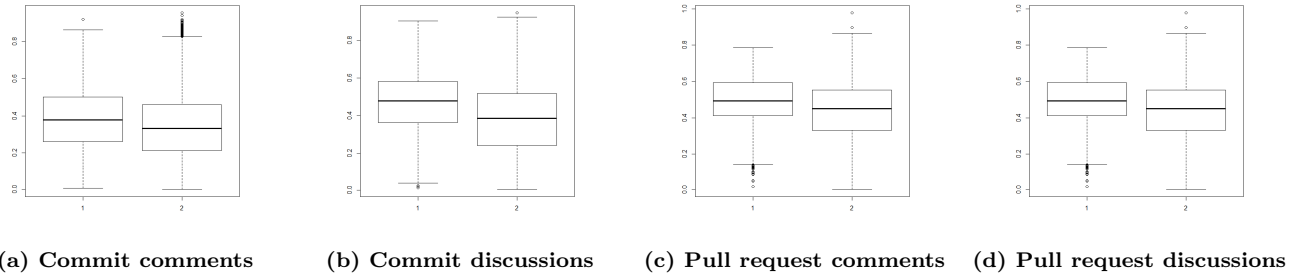 0.0 0.2 0.4 0.6 0.8
1 2
0.0 0.2 0.4 0.6 0.8
1 2
0.0 0.2 0.4 0.6 0.8 1.0
1 2
0.0 0.2 0.4 0.6 0.8 1.0
1 2
(a) Commit comments
(b) Commit discussions
(c) Pull request comments
(d) Pull request discussions